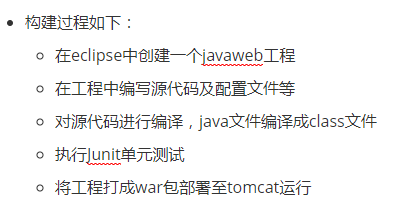 构建过程如下：
在eclipse中创建一个javaweb工程
在工程中编写源代码及配置文件等
对源代码进行编译，java文件编译成class文件
执行Junit单元测试
将工程打成war包部署至tomcat运行